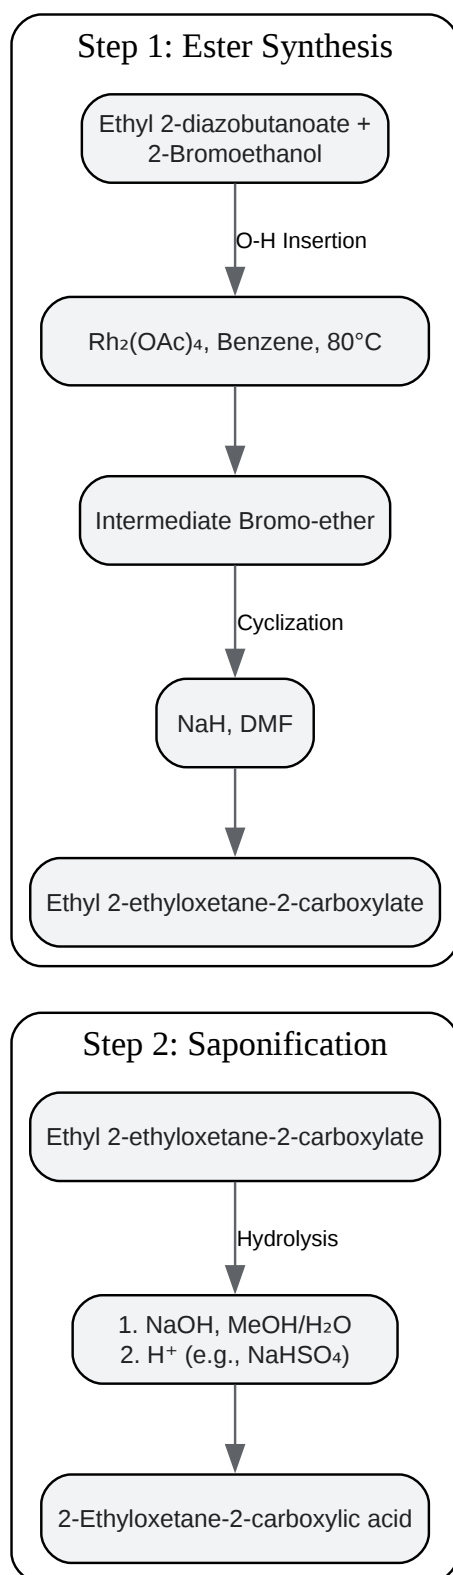 Step 1: Ester Synthesis
Ethyl 2-diazobutanoate +
2-Bromoethanol
O-H Insertion
Rh₂(OAc)₄, Benzene, 80°C
Intermediate Bromo-ether
Cyclization
NaH, DMF
Ethyl 2-ethyloxetane-2-carboxylate
Step 2: Saponification
Ethyl 2-ethyloxetane-2-carboxylate
Hydrolysis
1. NaOH, MeOH/H₂O
2. H⁺ (e.g., NaHSO₄)
2-Ethyloxetane-2-carboxylic acid